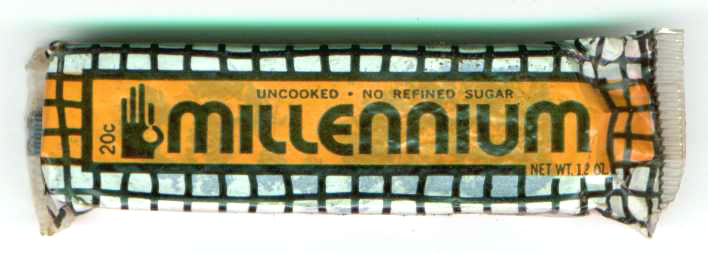 UNCOOKED • NO REFINED SUGAR
20c
MILLENNIUM
NET WT. 1.2 OZ.